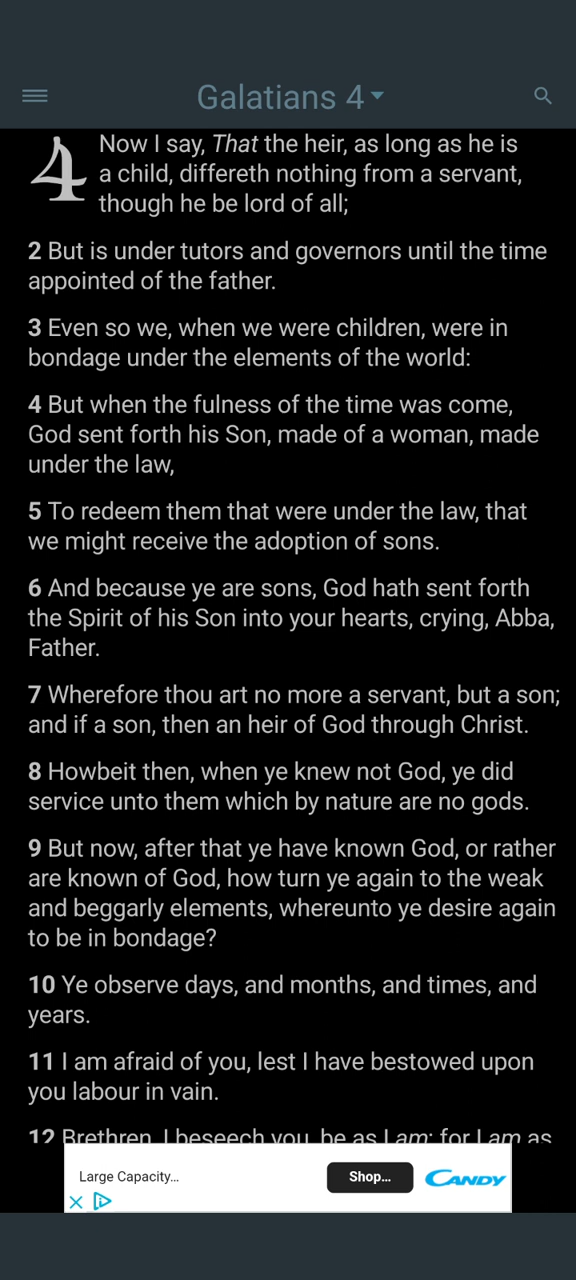 Galatians 4
4 Now I say, That the heir, as long as he is
a child, differeth nothing from a servant,
though he be lord of all;
2 But is under tutors and governors until the time
appointed of the father.
3 Even so we, when we were children, were in
bondage under the elements of the world:
4 But when the fulness of the time was come,
God sent forth his Son, made of a woman, made
under the law,
5 To redeem them that were under the law, that
we might receive the adoption of sons.
6 And because ye are sons, God hath sent forth
the Spirit of his Son into your hearts, crying, Abba,
Father.
7 Wherefore thou art no more a servant, but a son;
and if a son, then an heir of God through Christ.
8 Howbeit then, when ye knew not God, ye did
service unto them which by nature are no gods.
9 But now, after that ye have known God, or rather
are known of God, how turn ye again to the weak
and beggarly elements, whereunto ye desire again
to be in bondage?
10 Ye observe days, and months, and times, and
years.
11 I am afraid of you, lest I have bestowed upon
you labour in vain.
12 Brethren, I beseech you, be as I am; for I am as
Large Capacity...
Shop...
CANDY